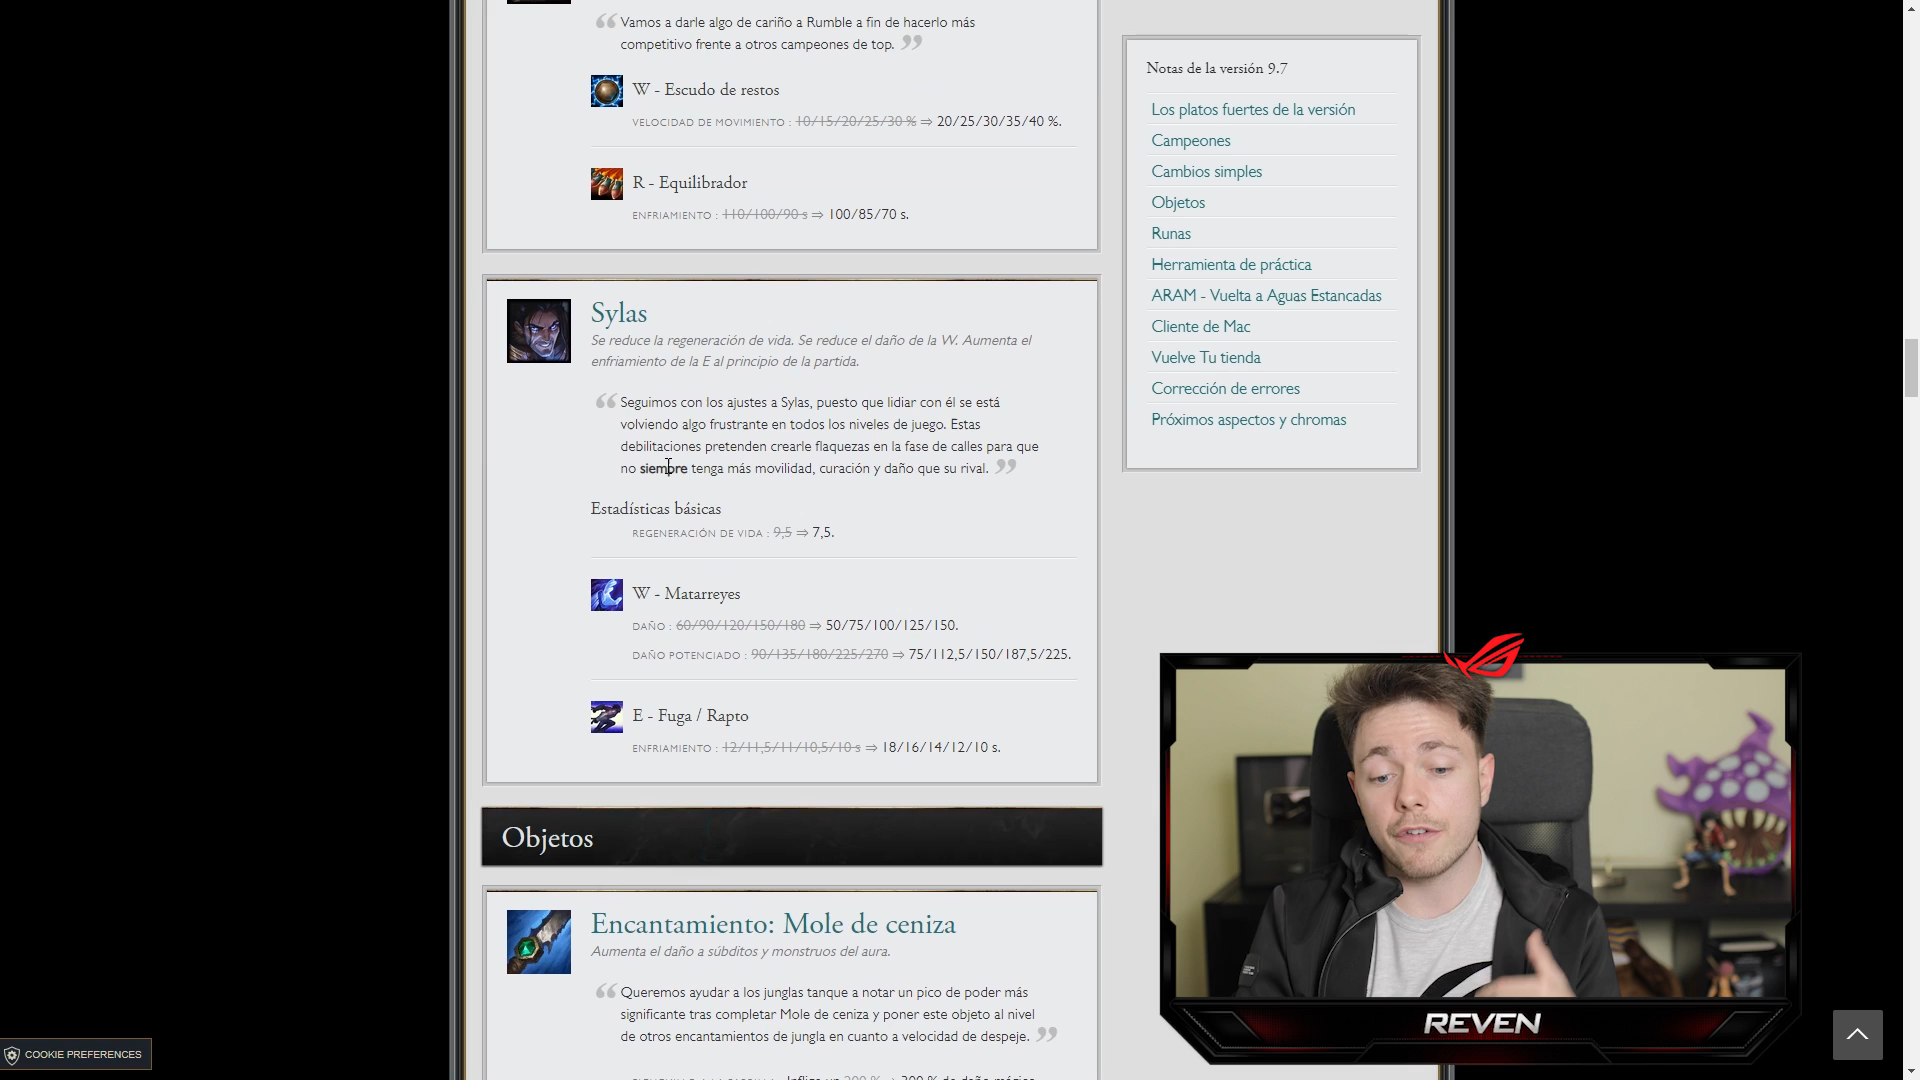 Vamos a darle algo de cariño a Rumble a fin de hacerlo más
competitivo frente a otros campeones de top.
W - Escudo de restos
VELOCIDAD DE MOVIMIENTO : 10/15/20/25/30 % ⇒ 20/25/30/35/40 %.
R - Equilibrador
ENFRIAMIENTO : 110/100/90 s ⇒ 100/85/70 s.
Sylas
Se reduce la regeneración de vida. Se reduce el daño de la W. Aumenta el
enfriamiento de la E al principio de la partida.
Seguimos con los ajustes a Sylas, puesto que lidiar con él se está
volviendo algo frustrante en todos los niveles de juego. Estas
debilitaciones pretenden crearle flaquezas en la fase de calles para que
no siempre tenga más movilidad, curación y daño que su rival.
Estadísticas básicas
REGENERACIÓN DE VIDA : 9,5 ⇒ 7,5.
W - Matarreyes
DAÑO : 60/90/120/150/180 ⇒ 50/75/100/125/150.
DAÑO POTENCIADO : 90/135/180/225/270 ⇒ 75/112,5/150/187,5/225.
E - Fuga / Rapto
ENFRIAMIENTO : 12/11,5/11/10,5/10 s ⇒ 18/16/14/12/10 s.
Objetos
Encantamiento: Mole de ceniza
Aumenta el daño a súbditos y monstruos del aura.
Queremos ayudar a los junglas tanque a notar un pico de poder más
significante tras completar Mole de ceniza y poner este objeto al nivel
de otros encantamientos de jungla en cuanto a velocidad de despeje.
Notas de la versión 9.7
Los platos fuertes de la versión
Campeones
Cambios simples
Objetos
Runas
Herramienta de práctica
ARAM - Vuelta a Aguas Estancadas
Cliente de Mac
Vuelve Tu tienda
Corrección de errores
Próximos aspectos y chromas
REVEN
COOKIE PREFERENCES